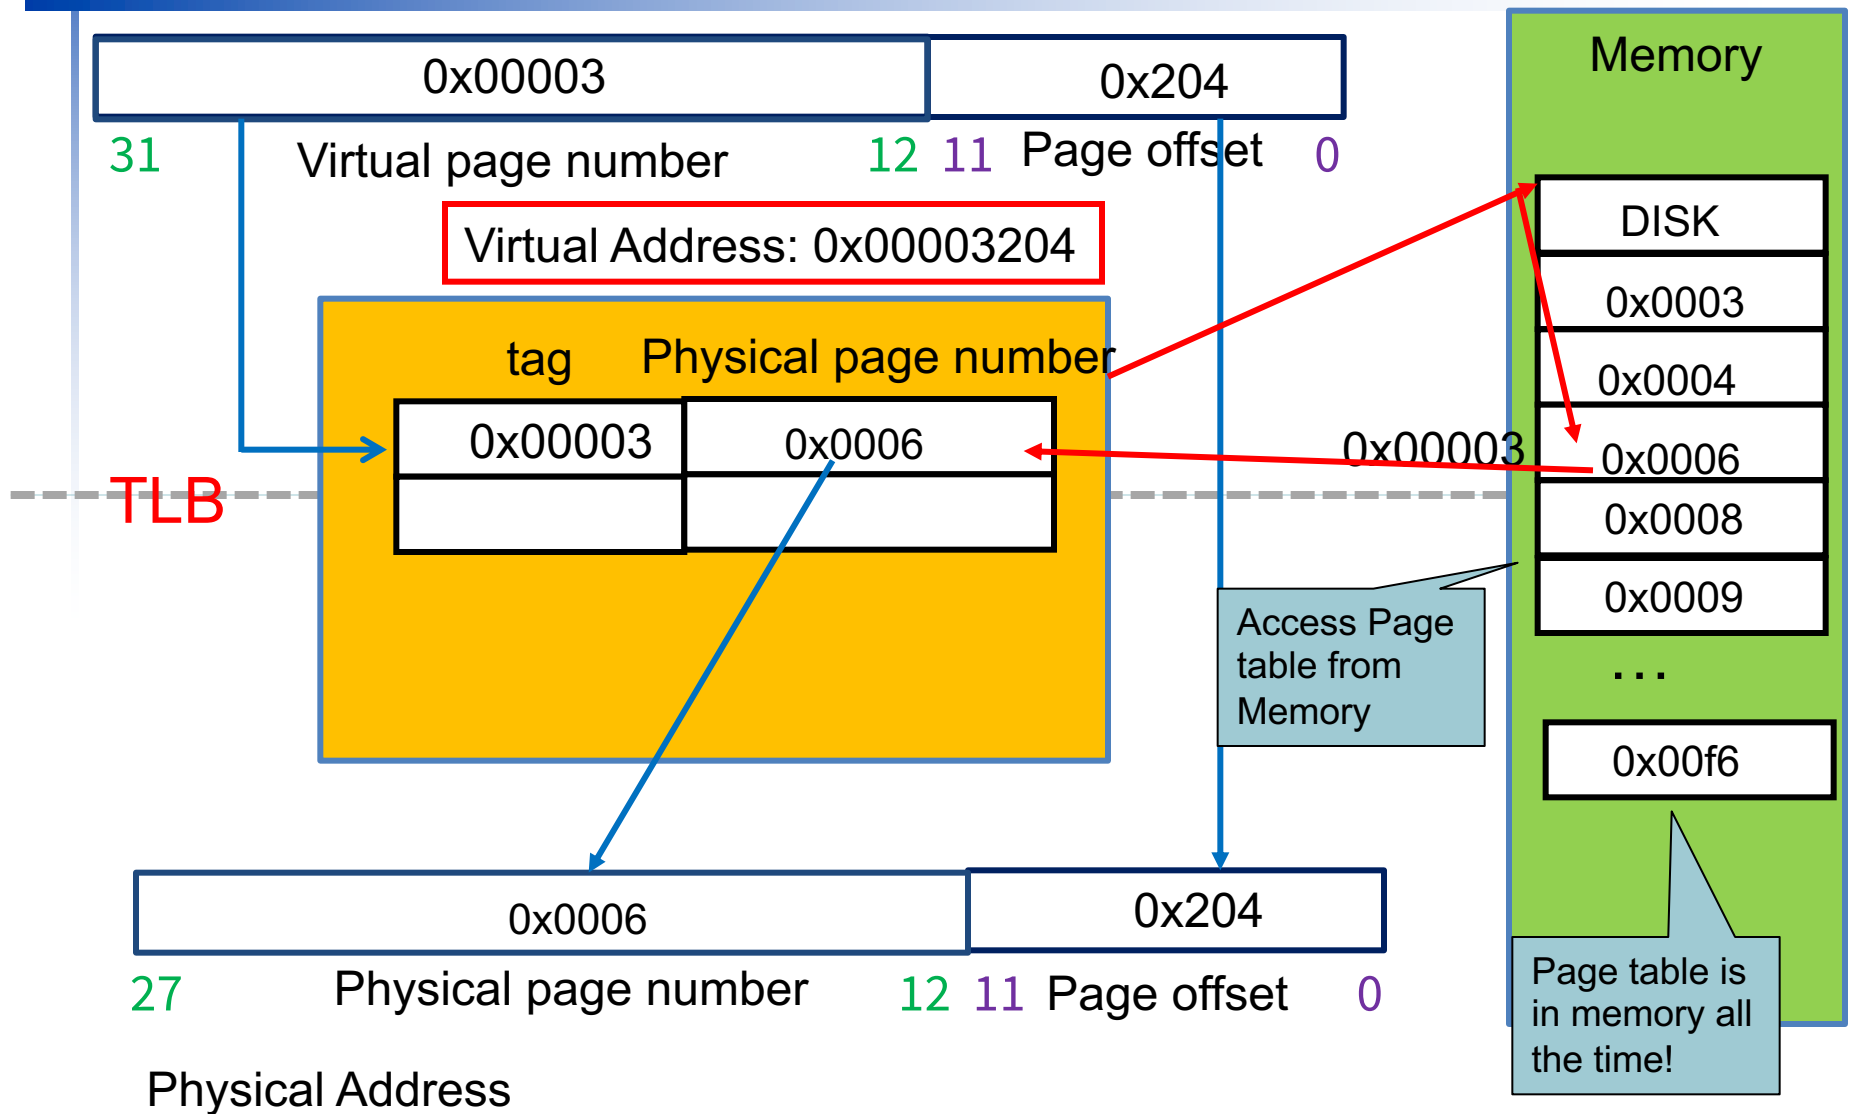 0x00003 0x204
31 Virtual page number 12 11 Page offset 0
Virtual Address: 0x00003204
tag Physical page number
0x00003 0x0006
TLB
0x00003
Memory
DISK
0x0003
0x0004
0x0006
0x0008
0x0009
...
0x00f6
Access Page
table from
Memory
Page table is
in memory all
the time!
0x0006 0x204
27 Physical page number 12 11 Page offset 0
Physical Address